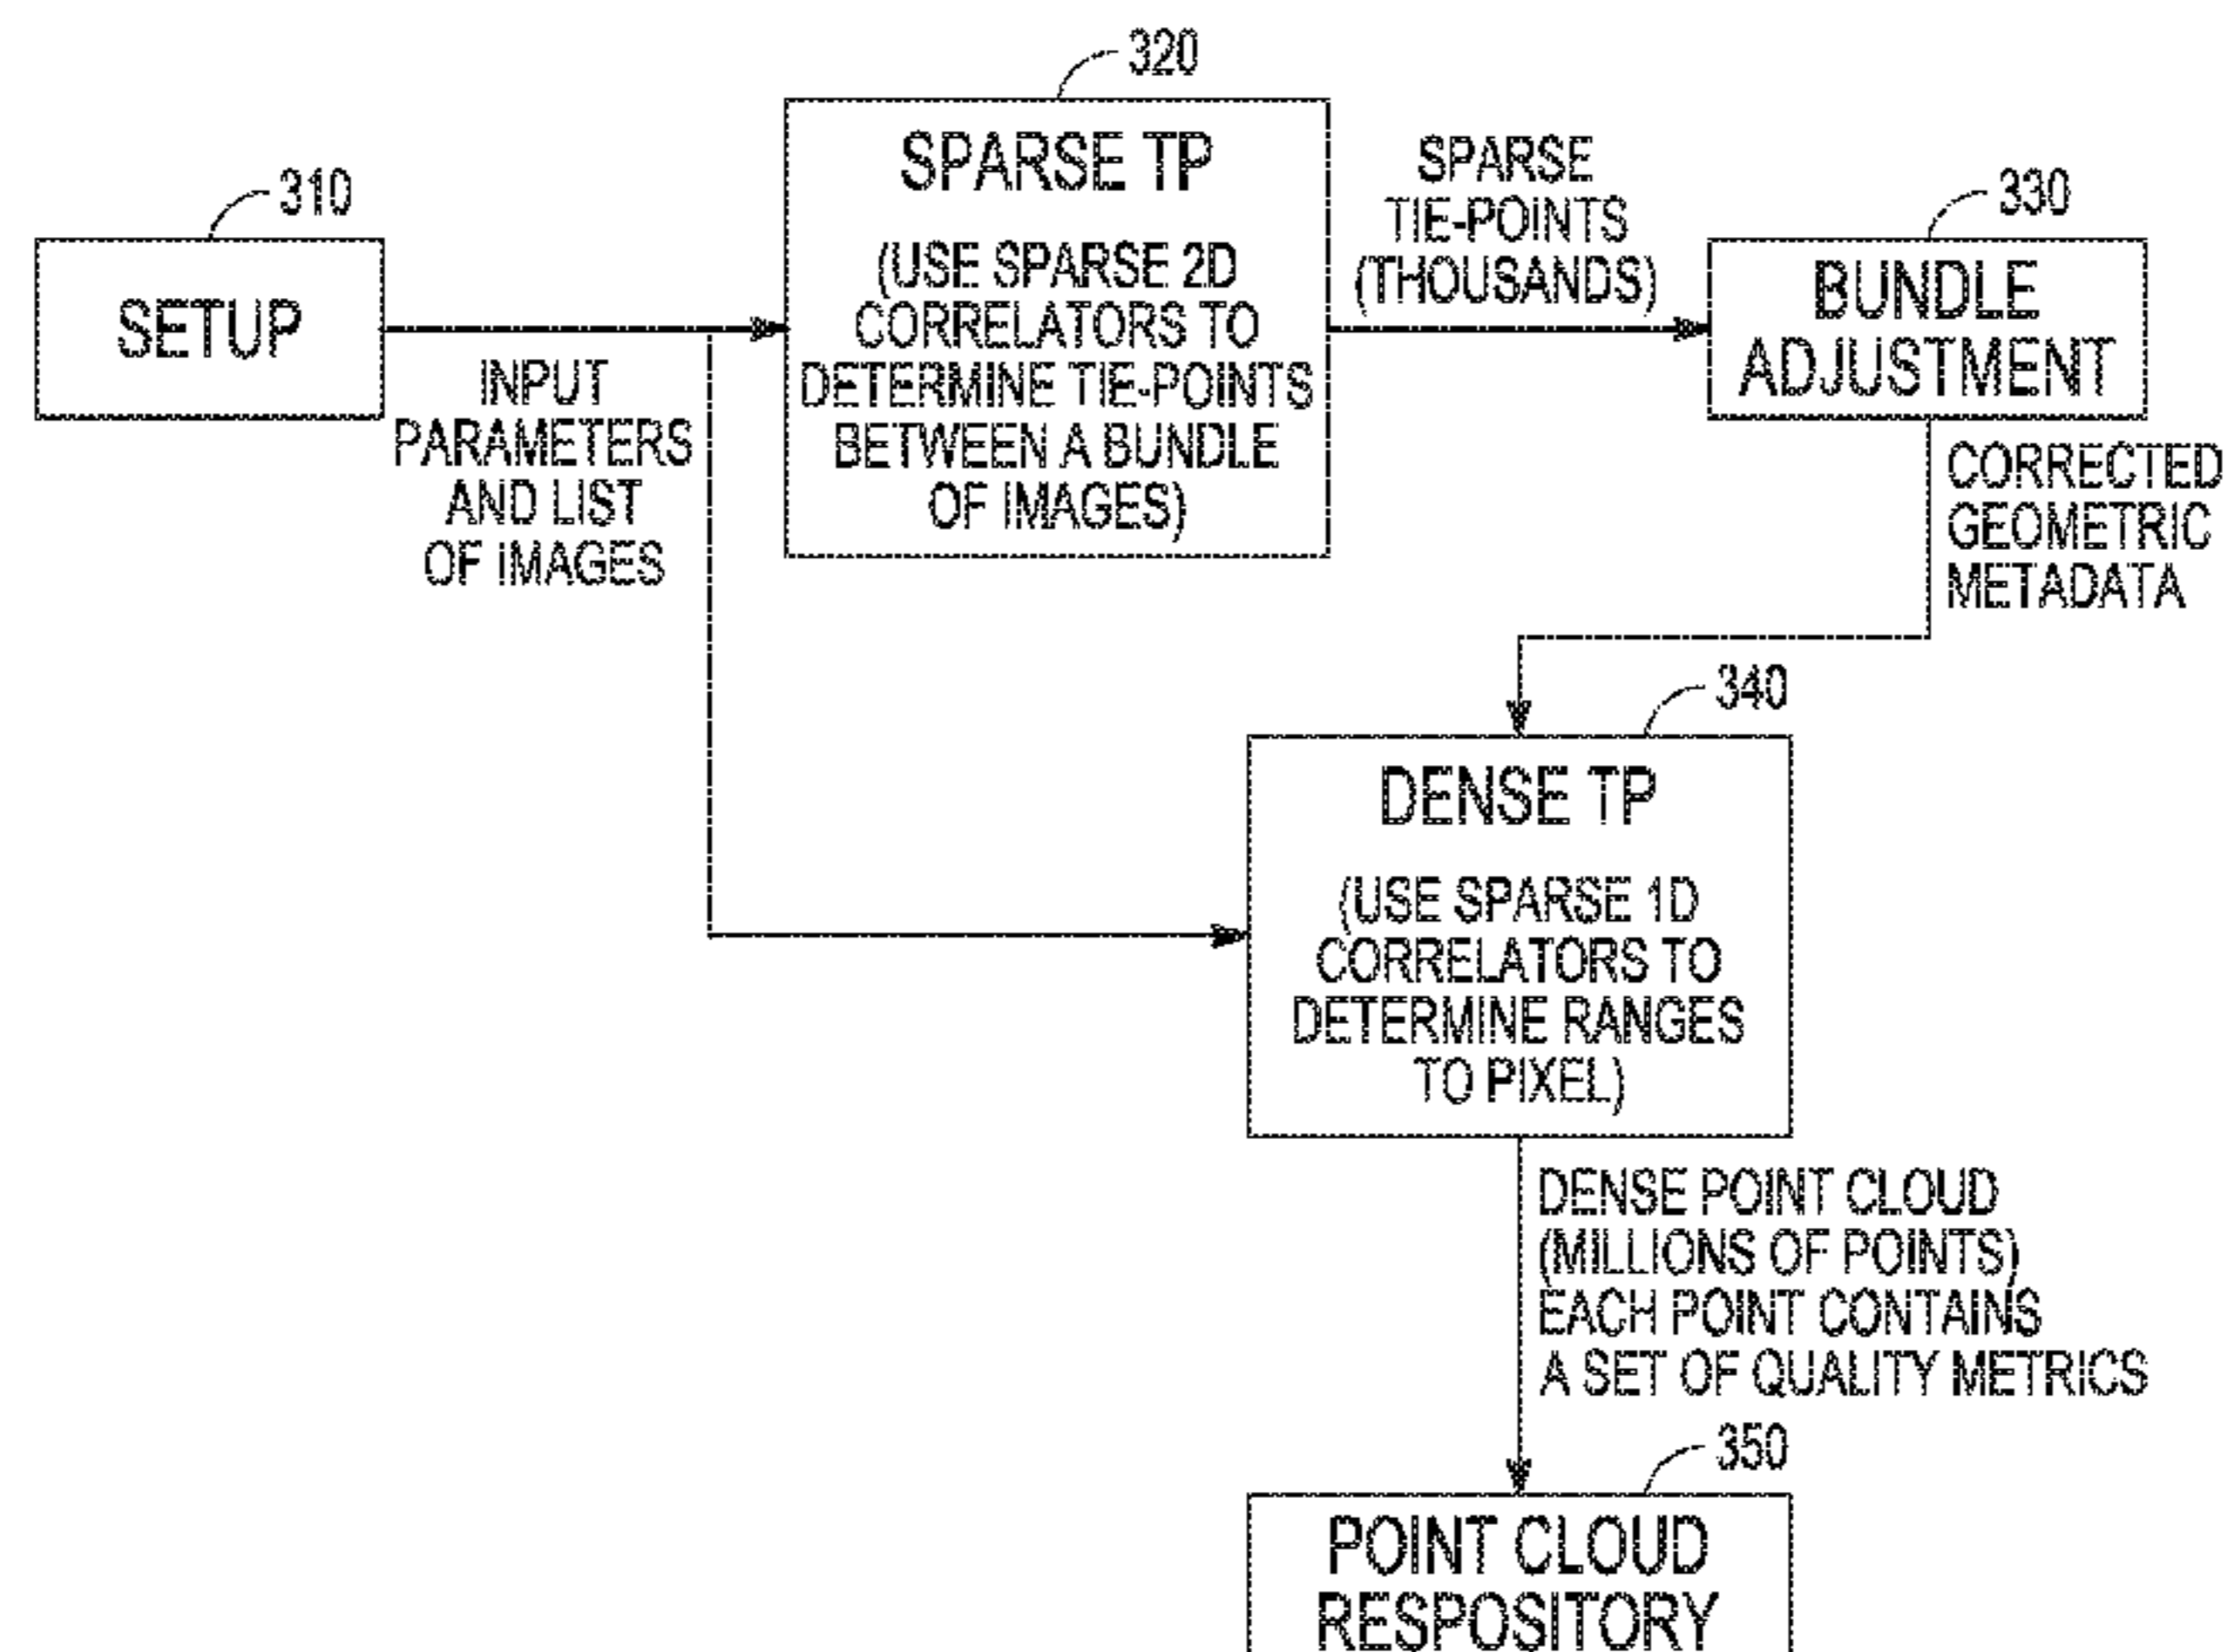 320
310
SETUP
INPUT
PARAMETERS
AND LIST
OF IMAGES
SPARSE TP
(USE SPARSE 2D
CORRELATORS TO
DETERMINE TIE-POINTS
BETWEEN A BUNDLE
OF IMAGES)
SPARSE
TIE-POINTS
(THOUSANDS)
330
BUNDLE
ADJUSTMENT
CORRECTED
GEOMETRIC
METADATA
340
DENSE TP
(USE SPARSE 1D
CORRELATORS TO
DETERMINE RANGES
TO PIXEL)
DENSE POINT CLOUD
(MILLIONS OF POINTS)
EACH POINT CONTAINS
A SET OF QUALITY METRICS
350
POINT CLOUD
RESPOSITORY